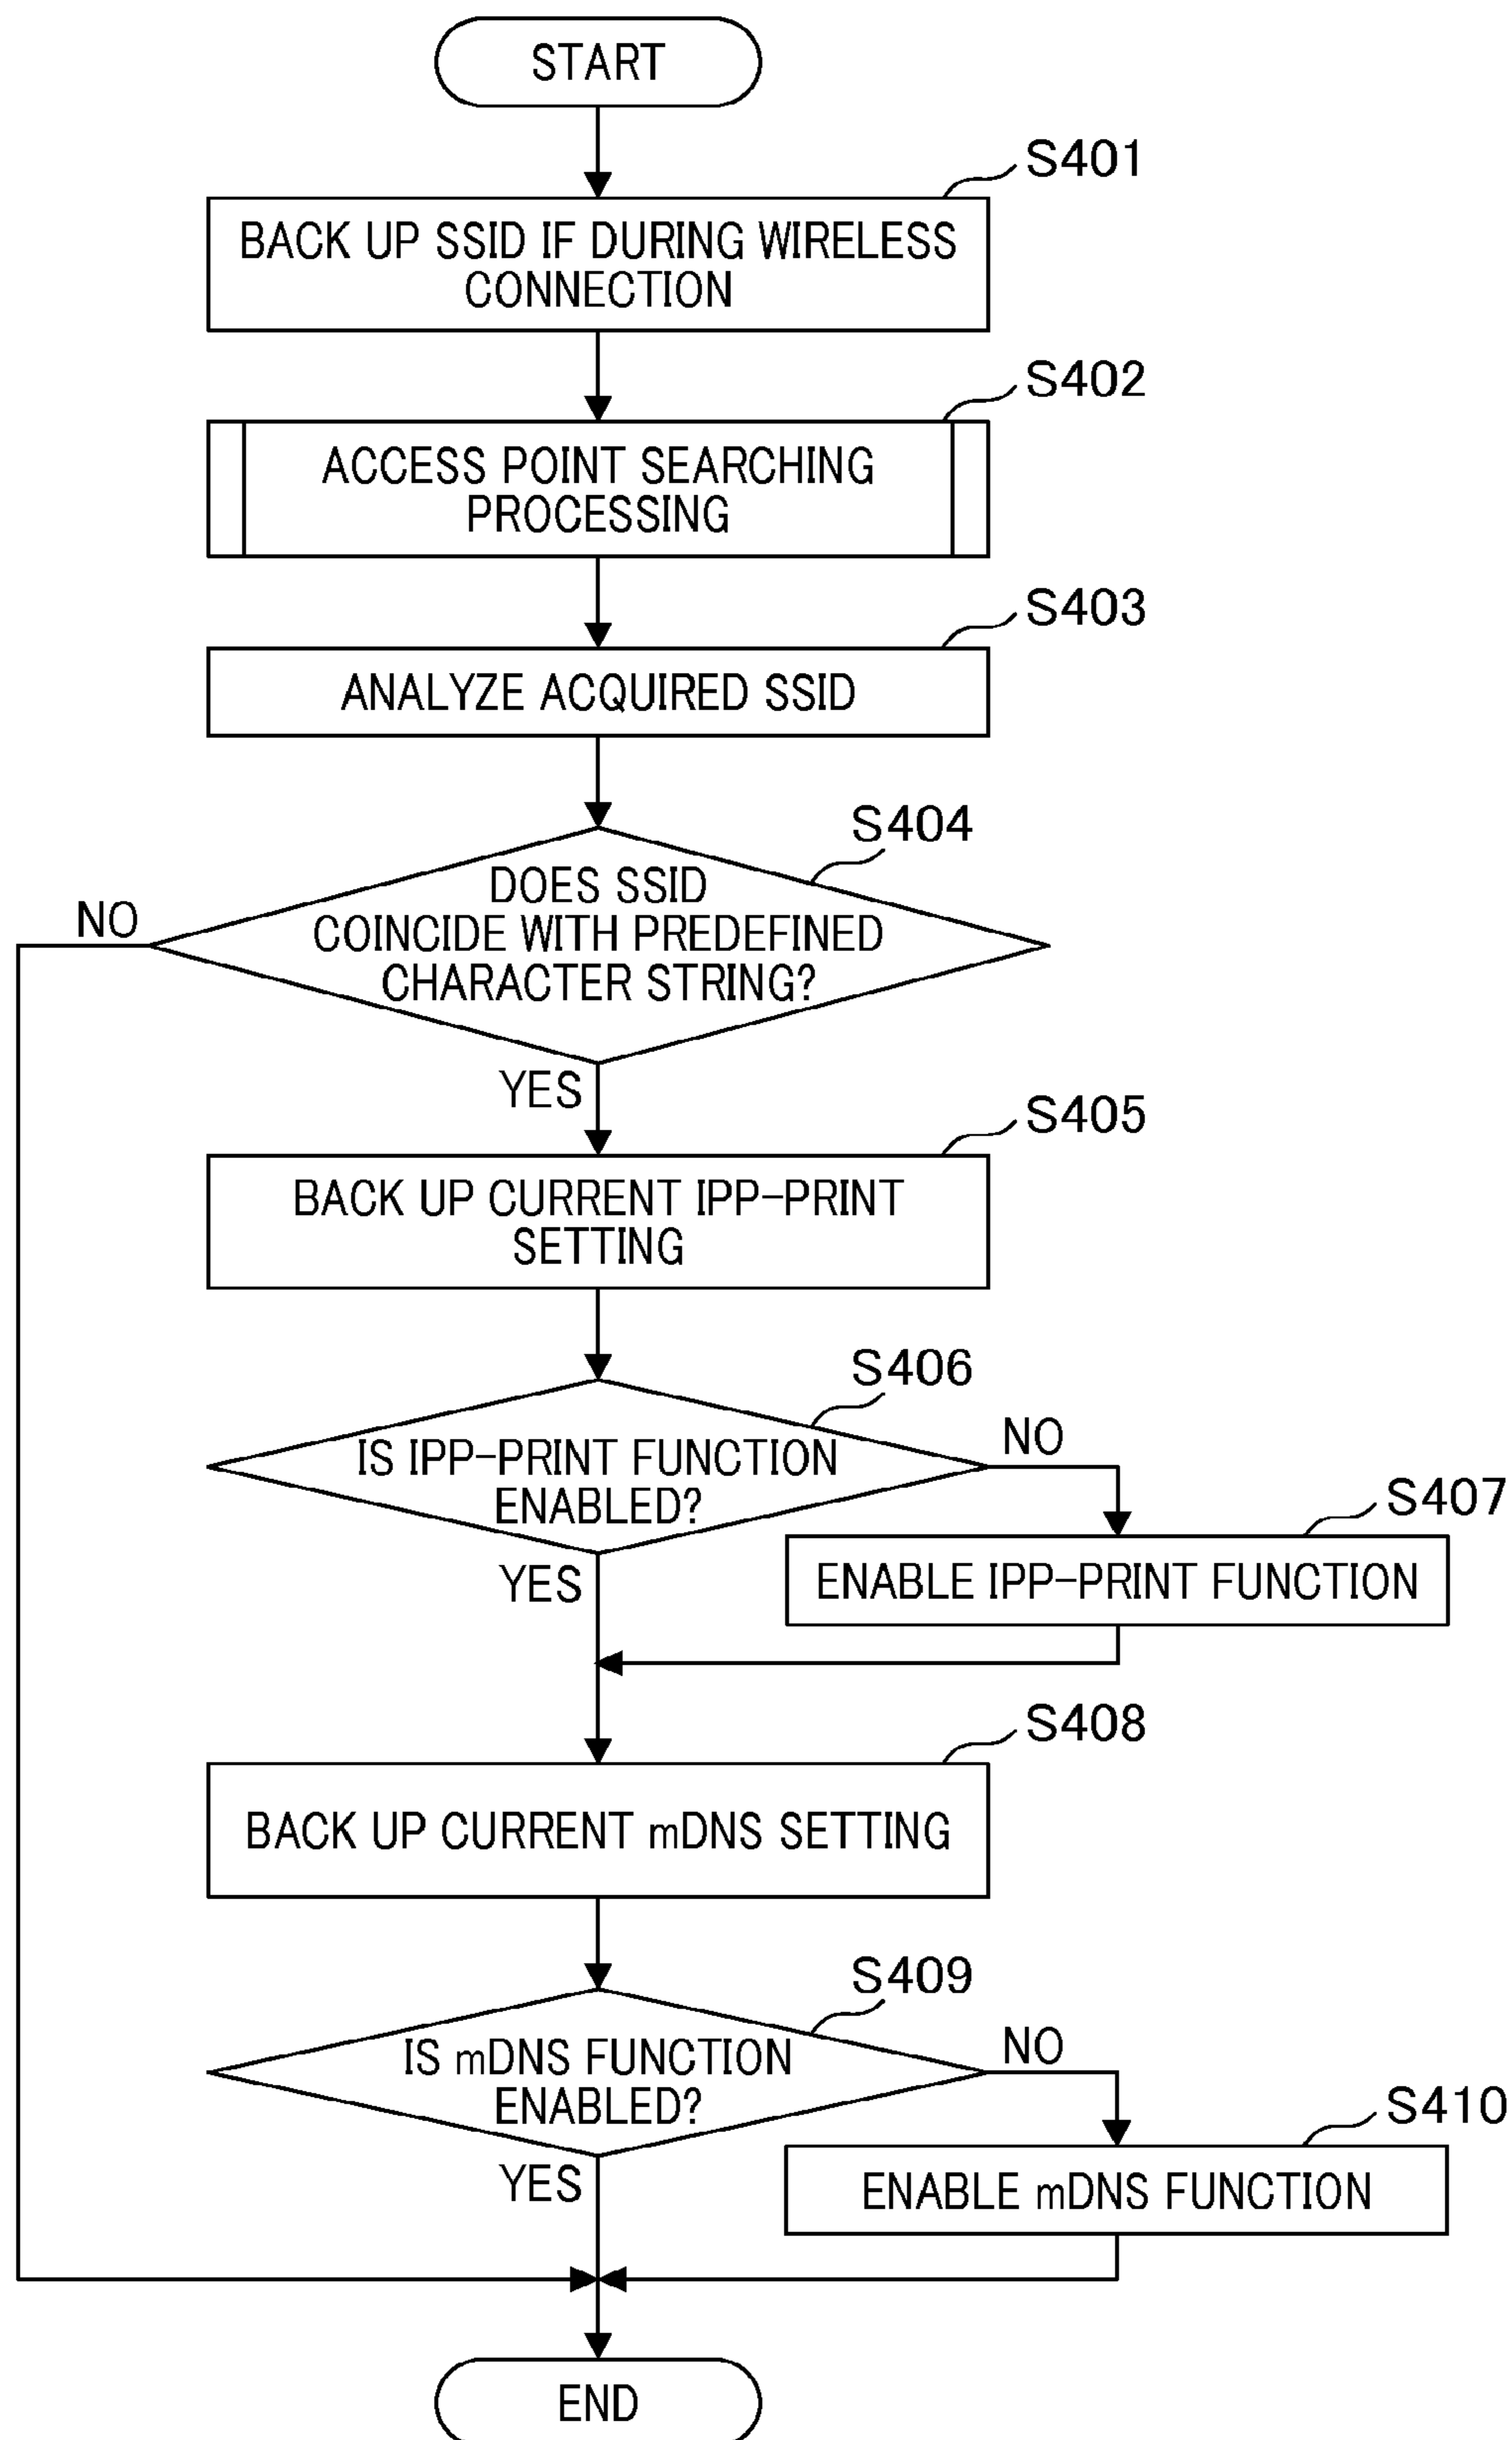 START
S401
BACK UP SSID IF DURING WIRELESS
CONNECTION
S402
ACCESS POINT SEARCHING
PROCESSING
S403
ANALYZE ACQUIRED SSID
S404
DOES SSID
COINCIDE WITH PREDEFINED
CHARACTER STRING?
NO
YES
S405
BACK UP CURRENT IPP-PRINT
SETTING
S406
IS IPP-PRINT FUNCTION
ENABLED?
NO
YES
S407
ENABLE IPP-PRINT FUNCTION
S408
BACK UP CURRENT mDNS SETTING
S409
IS mDNS FUNCTION
ENABLED?
NO
YES
S410
ENABLE mDNS FUNCTION
END